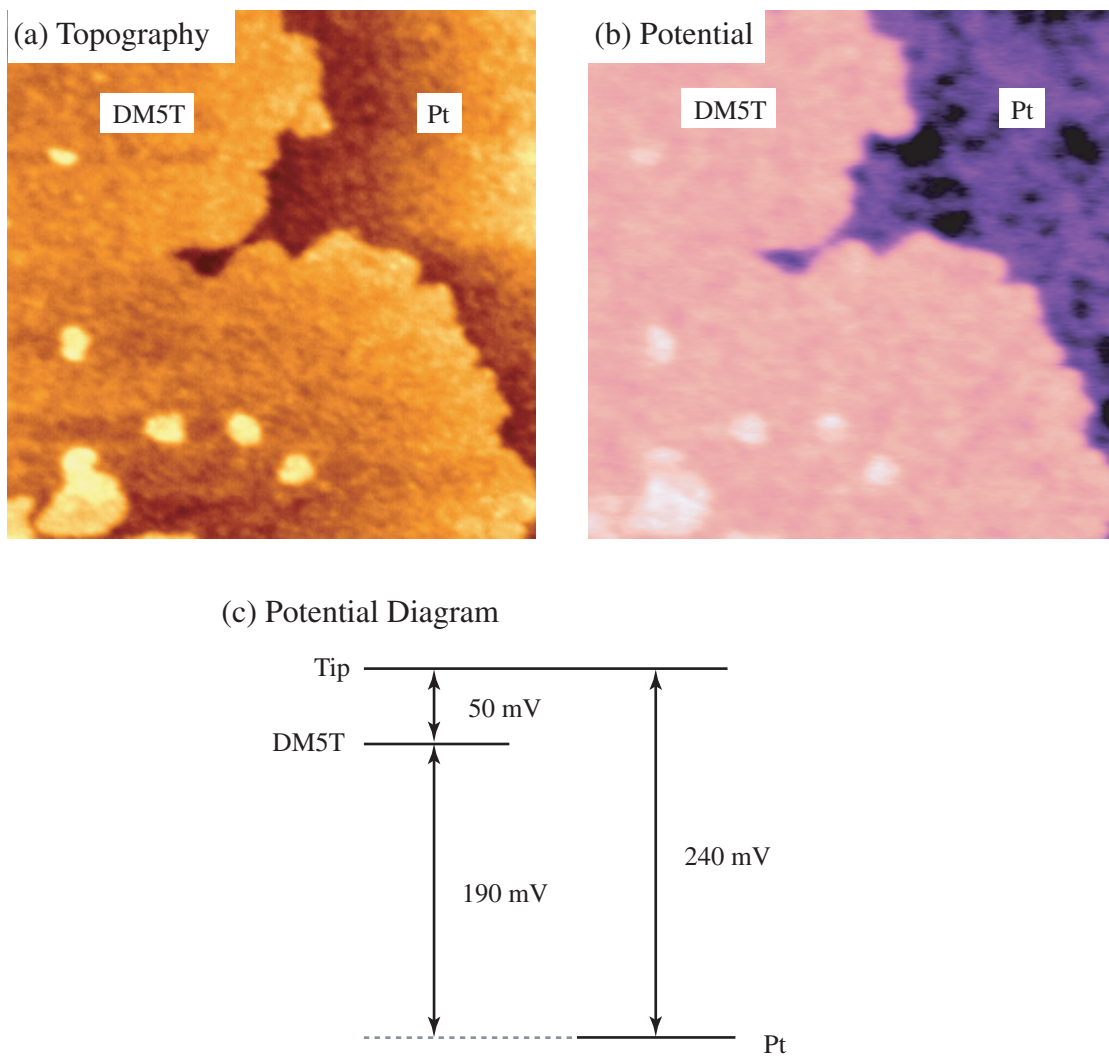 (a) Topography
DM5T
Pt
(b) Potential
DM5T
Pt
(c) Potential Diagram
Tip
50 mV
DM5T
240 mV
190 mV
Pt